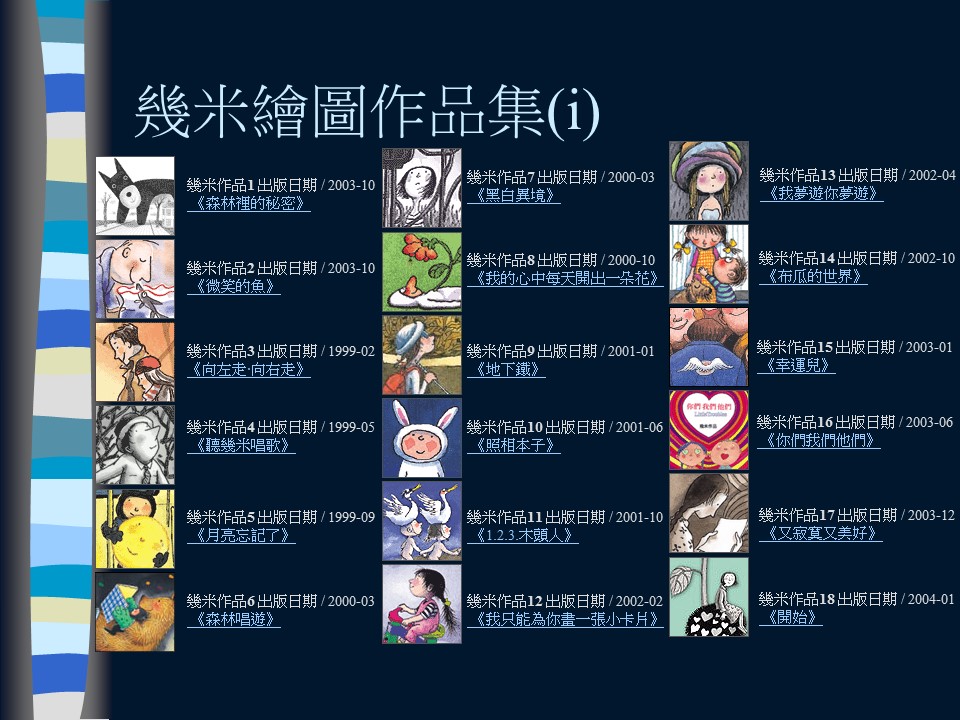 幾米繪圖作品集(i)
幾米作品1 出版日期 / 2003-10
《森林裡的秘密》
幾米作品2 出版日期 / 2003-10
《微笑的魚》
幾米作品3 出版日期 / 1999-02
《向左走·向右走》
幾米作品4 出版日期 / 1999-05
《聽幾米唱歌》
幾米作品5 出版日期 / 1999-09
《月亮忘記了》
幾米作品6 出版日期 / 2000-03
《森林唱遊》
幾米作品7 出版日期 / 2000-03
《黑白異境》
幾米作品8 出版日期 / 2000-10
《我的心中每天開出一朵花》
幾米作品9 出版日期 / 2001-01
《地下鐵》
幾米作品10 出版日期 / 2001-06
《照相本子》
幾米作品11 出版日期 / 2001-10
《1.2.3.木頭人》
幾米作品12 出版日期 / 2002-02
《我只能為你畫一張小卡片》
幾米作品13 出版日期 / 2002-04
《我夢遊你夢遊》
幾米作品14 出版日期 / 2002-10
《布瓜的世界》
幾米作品15 出版日期 / 2003-01
《幸運兒》
你們 我們 他們
幾米作品
幾米作品16 出版日期 / 2003-06
《你們我們他們》
幾米作品17 出版日期 / 2003-12
《又寂寞又美好》
幾米作品18 出版日期 / 2004-01
《開始》